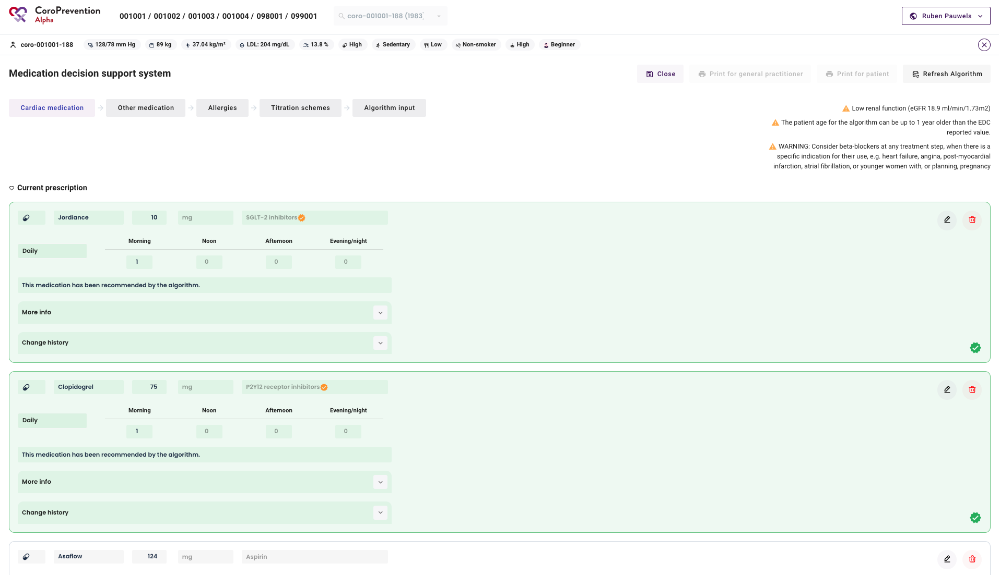 CoroPrevention
Alpha
001001 / 001002 / 001003 / 001004 / 098001 / 099001
coro-001001-188 (1983)
Ruben Pauwels
coro-001001-188
128/78 mm Hg
89 kg
37.04 kg/m²
LDL: 204 mg/dL
13.8 %
High
Sedentary
Low
Non-smoker
High
Beginner
Medication decision support system
Close
Print for general practitioner
Print for patient
Refresh Algorithm
Cardiac medication
Other medication
Allergies
Titration schemes
Algorithm input
Low renal function (eGFR 18.9 ml/min/1.73m2)
The patient age for the algorithm can be up to 1 year older than the EDC
reported value.
WARNING: Consider beta-blockers at any treatment step, when there is a
specific indication for their use, e.g. heart failure, angina, post-myocardial
infarction, atrial fibrillation, or younger women with, or planning, pregnancy
Current prescription
Jordiance 10 mg SGLT-2 inhibitors
Morning Noon Afternoon Evening/night
Daily
1 0 0 0
This medication has been recommended by the algorithm.
More info
Change history
Clopidogrel 75 mg P2Y12 receptor inhibitors
Morning Noon Afternoon Evening/night
Daily
1 0 0 0
This medication has been recommended by the algorithm.
More info
Change history
Asaflow 124 mg Aspirin